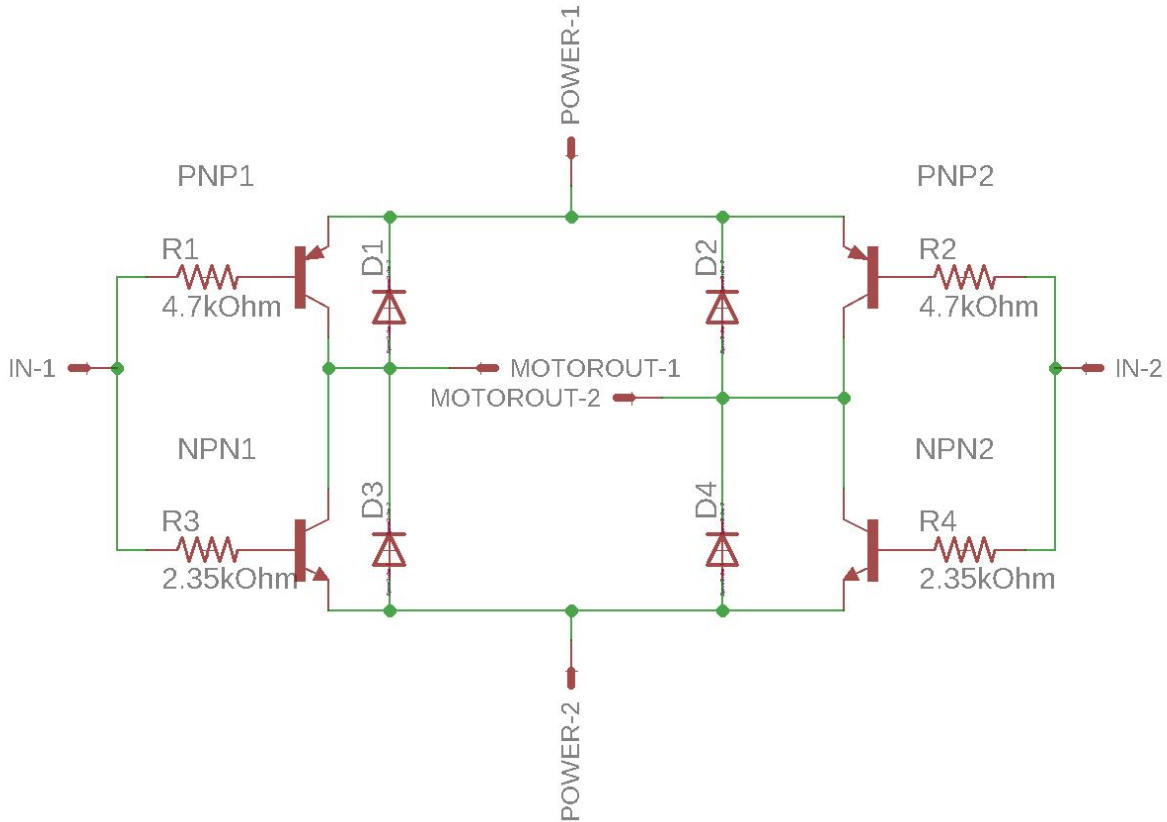 POWER-1
PNP1
PNP2
R1
D1
D2
R2
4.7kOhm
4.7kOhm
IN-1
MOTOROUT-1
IN-2
MOTOROUT-2
NPN1
NPN2
R3
D3
D4
R4
2.35kOhm
2.35kOhm
POWER-2